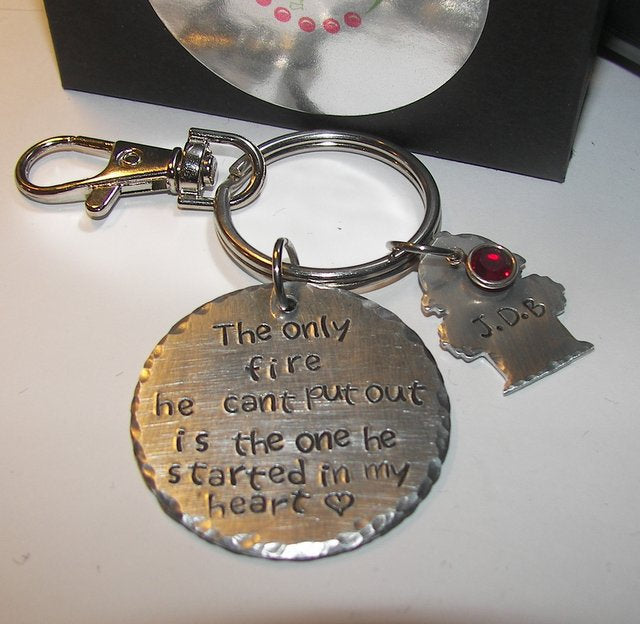 The only
fire
he cant put out
is the one he
started in my
heart ♡
J.D.B